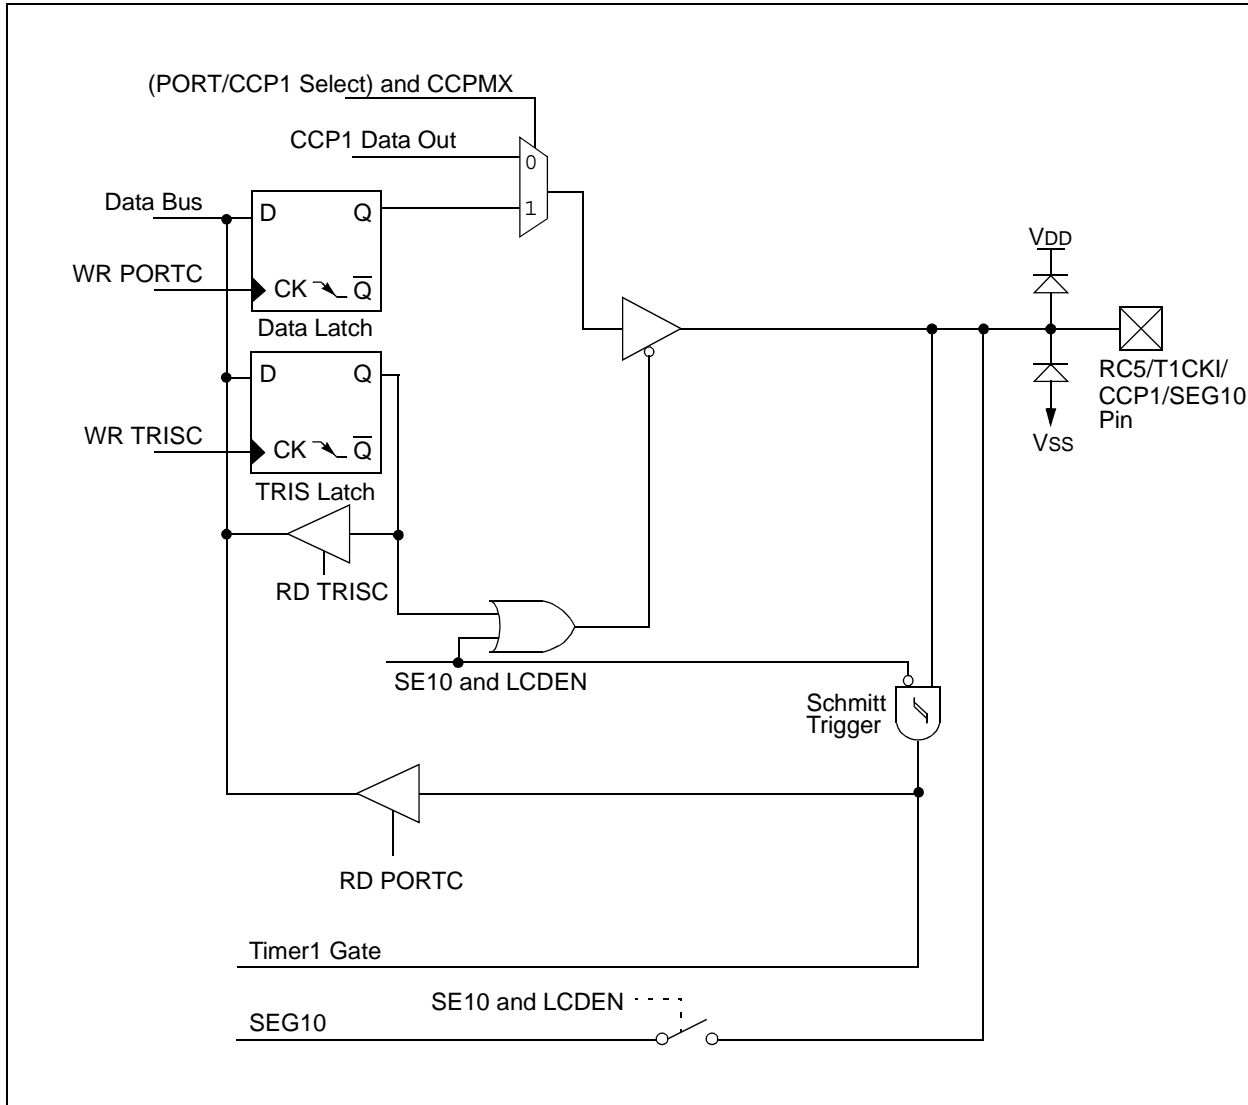 (PORT/CCP1 Select) and CCPMX
CCP1 Data Out
0
1
Data Bus
D Q
WR PORTC
CK Q̅
Data Latch
VDD
D Q
RC5/T1CKI/
CCP1/SEG10
Pin
WR TRISC
CK Q̅
VSS
TRIS Latch
RD TRISC
SE10 and LCDEN
Schmitt
Trigger
RD PORTC
Timer1 Gate
SE10 and LCDEN
SEG10